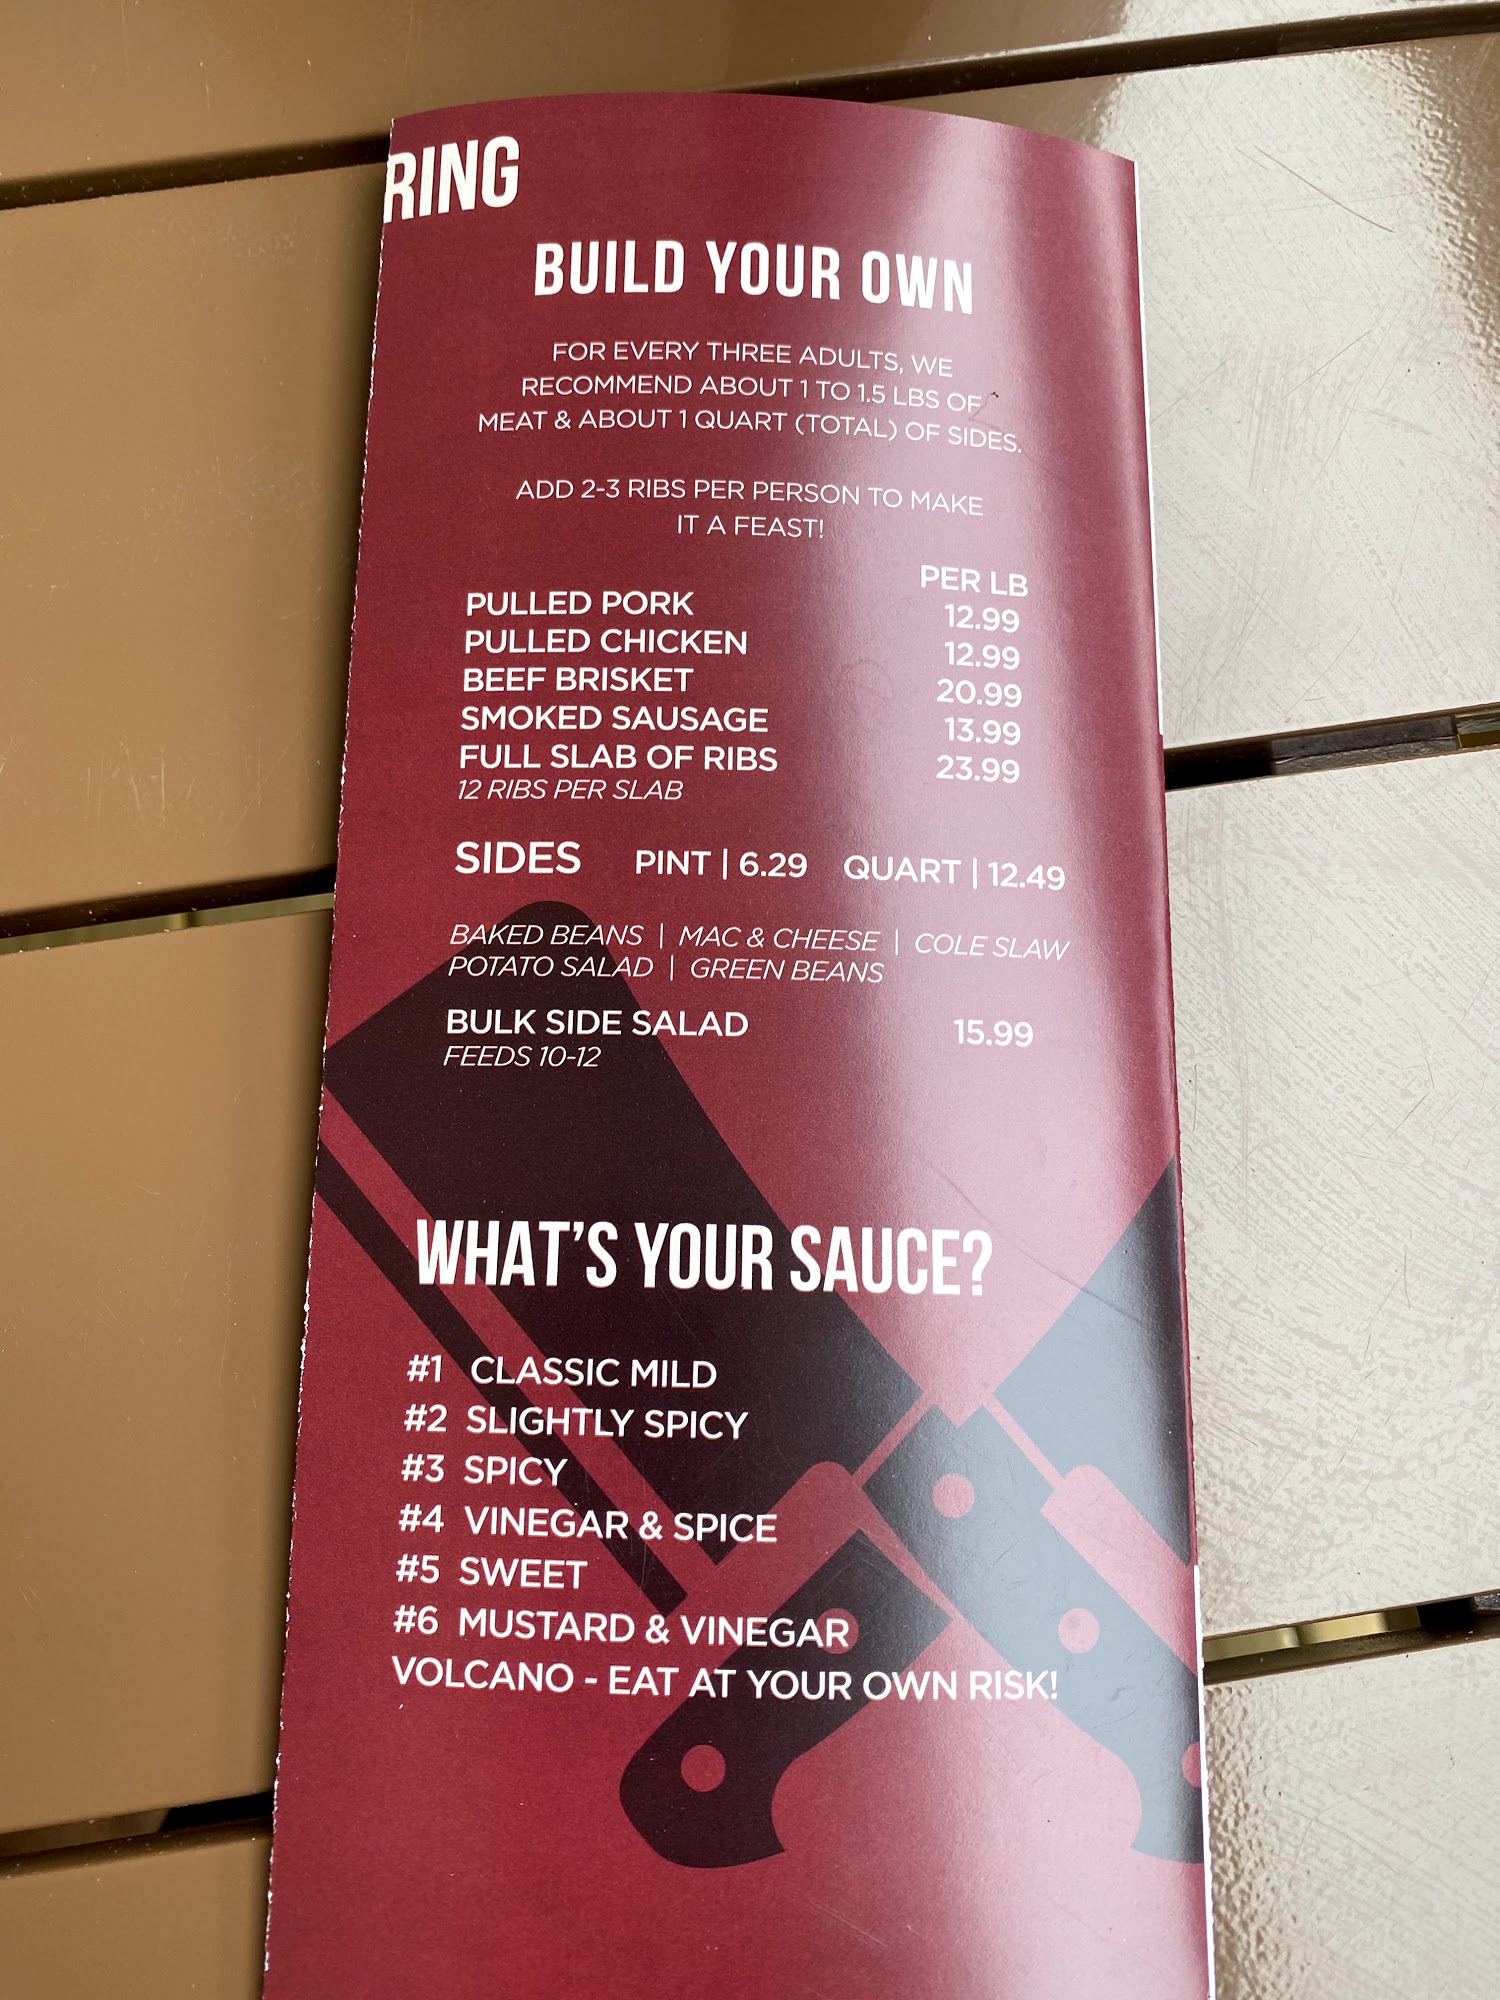 RING
BUILD YOUR OWN
FOR EVERY THREE ADULTS, WE
RECOMMEND ABOUT 1 TO 1.5 LBS OF
MEAT & ABOUT 1 QUART (TOTAL) OF SIDES.
ADD 2-3 RIBS PER PERSON TO MAKE
IT A FEAST!
PER LB
PULLED PORK 12.99
PULLED CHICKEN 12.99
BEEF BRISKET 20.99
SMOKED SAUSAGE 13.99
FULL SLAB OF RIBS 23.99
12 RIBS PER SLAB
SIDES PINT | 6.29 QUART | 12.49
BAKED BEANS | MAC & CHEESE | COLE SLAW
POTATO SALAD | GREEN BEANS
BULK SIDE SALAD 15.99
FEEDS 10-12
WHAT'S YOUR SAUCE?
#1 CLASSIC MILD
#2 SLIGHTLY SPICY
#3 SPICY
#4 VINEGAR & SPICE
#5 SWEET
#6 MUSTARD & VINEGAR
VOLCANO - EAT AT YOUR OWN RISK!